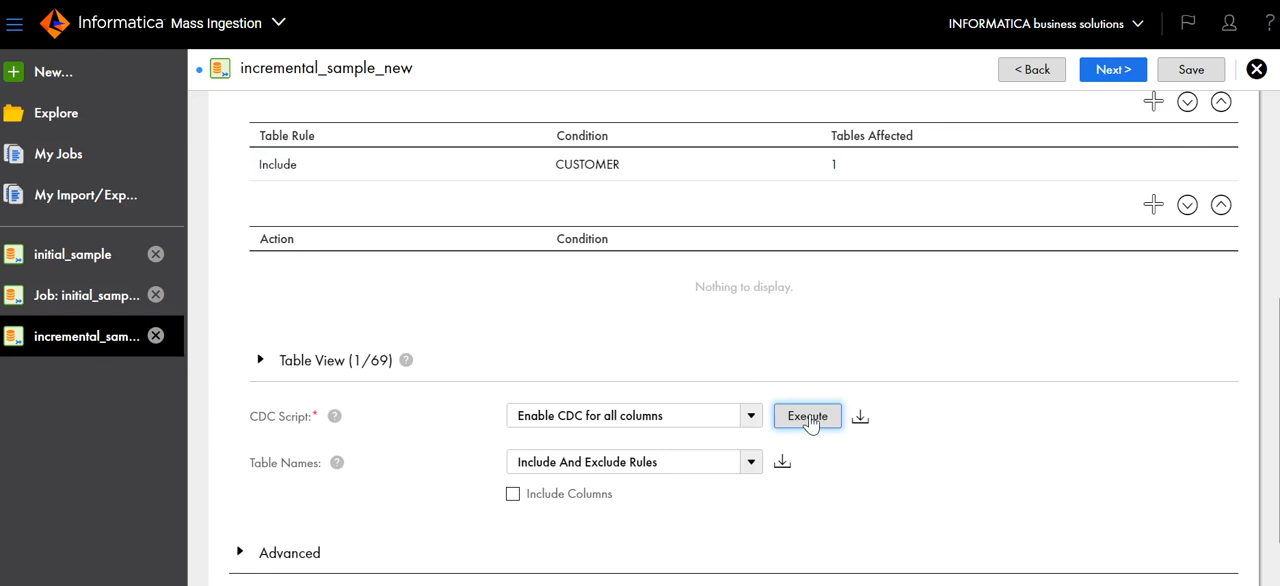 Informatica Mass Ingestion
INFORMATICA business solutions
?
New...
Explore
My Jobs
My Import/Exp...
initial_sample
Job: initial_samp...
incremental_sam...
incremental_sample_new
< Back
Next >
Save
Table Rule Condition Tables Affected
Include CUSTOMER 1
Action Condition
Nothing to display.
Table View (1/69) ?
CDC Script:* ? Enable CDC for all columns Execute
Table Names: ? Include And Exclude Rules
Include Columns
Advanced